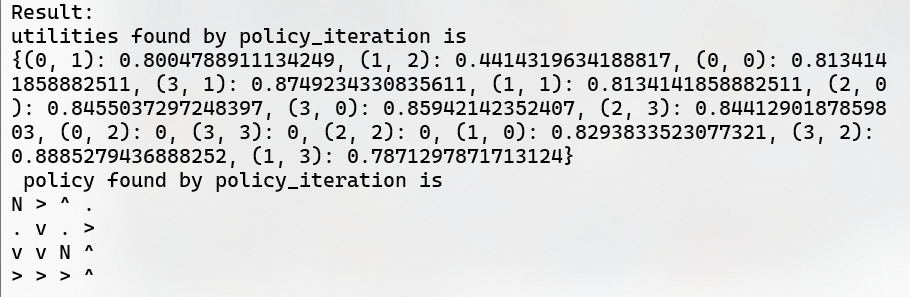 Result:
utilities found by policy_iteration is
{(0, 1): 0.8004788911134249, (1, 2): 0.4414319634188817, (0, 0): 0.813414
1858882511, (3, 1): 0.87492343 30835611, (1, 1): 0.8134141858882511, (2, 0
): 0.8455037297248397, (3, 0): 0.85942142352407, (2, 3): 0.84412901878598
03, (0, 2): 0, (3, 3): 0, (2, 2): 0, (1, 0): 0.8293833523077321, (3, 2):
0.8885279436888252, (1, 3): 0.7871297871713124}
policy found by policy_iteration is
N > ^ .
. v . >
v v N ^
> > > ^